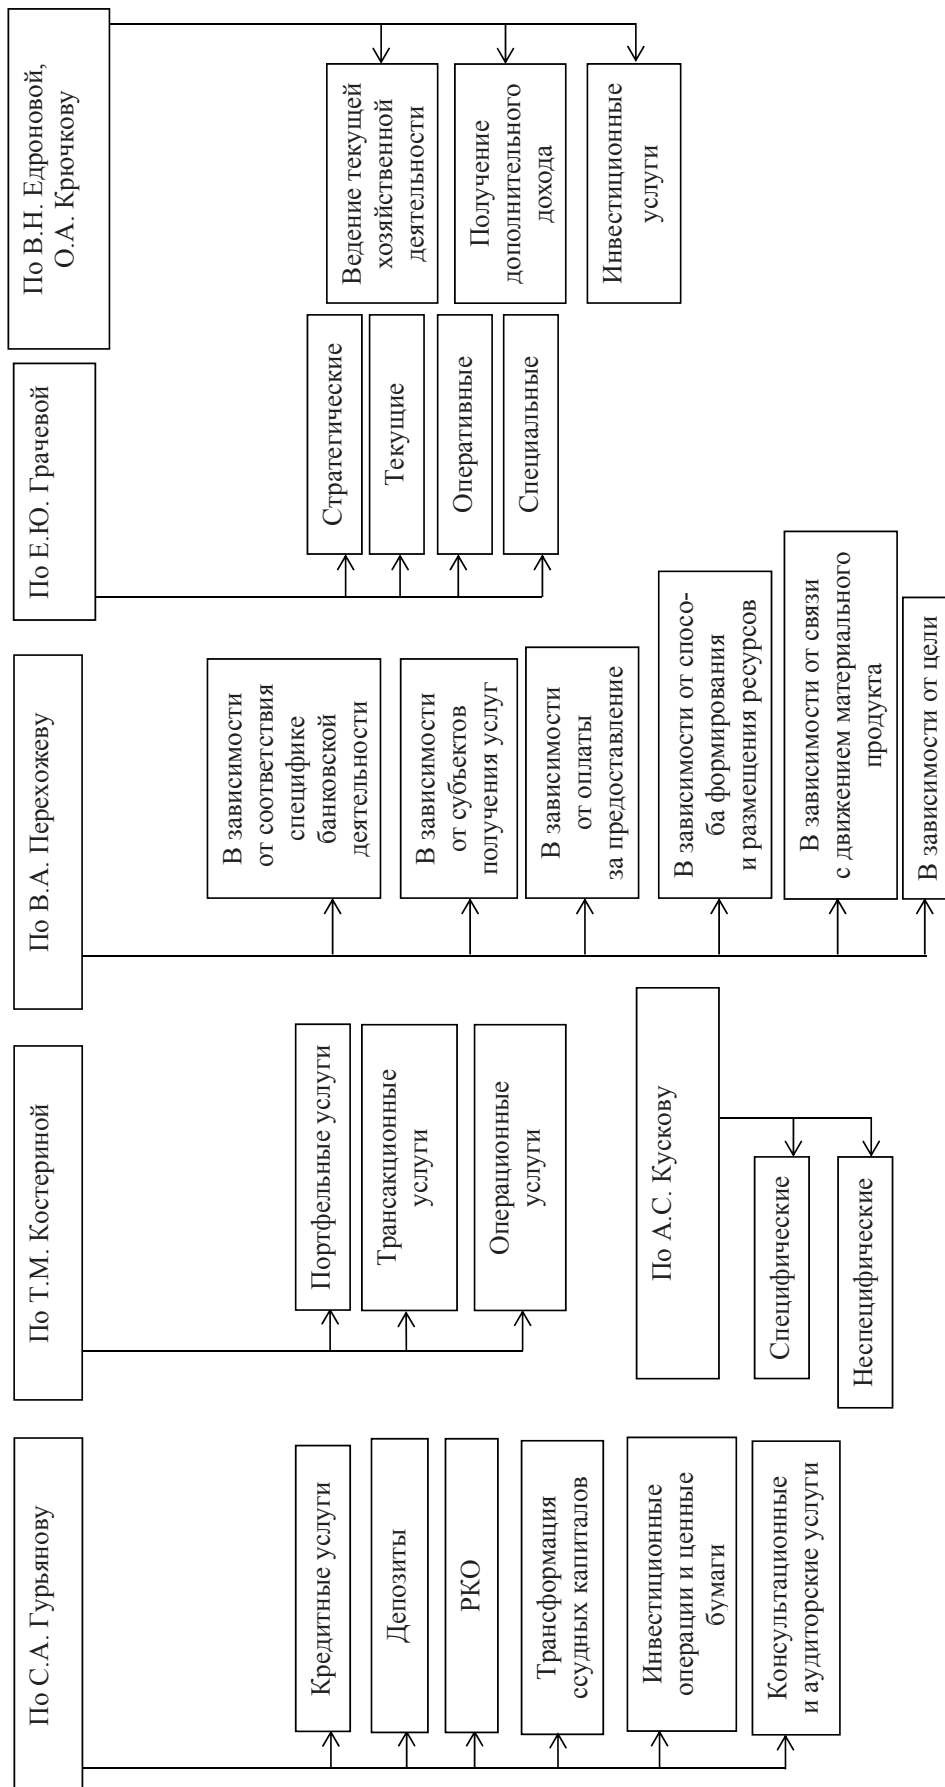 По С.А. Гурьянову
Кредитные услуги
Депозиты
РКО
Трансформация
ссудных капиталов
Инвестиционные
операции и ценные
бумаги
Консультационные
и аудиторские услуги
По Т.М. Костериной
Портфельные услуги
Трансакционные
услуги
Операционные
услуги
По А.С. Кускову
Специфические
Неспецифические
По В.А. Перехожеву
В зависимости
от соответствия
специфике
банковской
деятельности
В зависимости
от субъектов
получения услуг
В зависимости
от оплаты
за предоставление
В зависимости от спосо-
ба формирования
и размещения ресурсов
В зависимости от связи
с движением материального
продукта
В зависимости от цели
По Е.Ю. Грачевой
Стратегические
Текущие
Оперативные
Специальные
По В.Н. Едроновой,
О.А. Крючкову
Ведение текущей
хозяйственной
деятельности
Получение
дополнительного
дохода
Инвестиционные
услуги